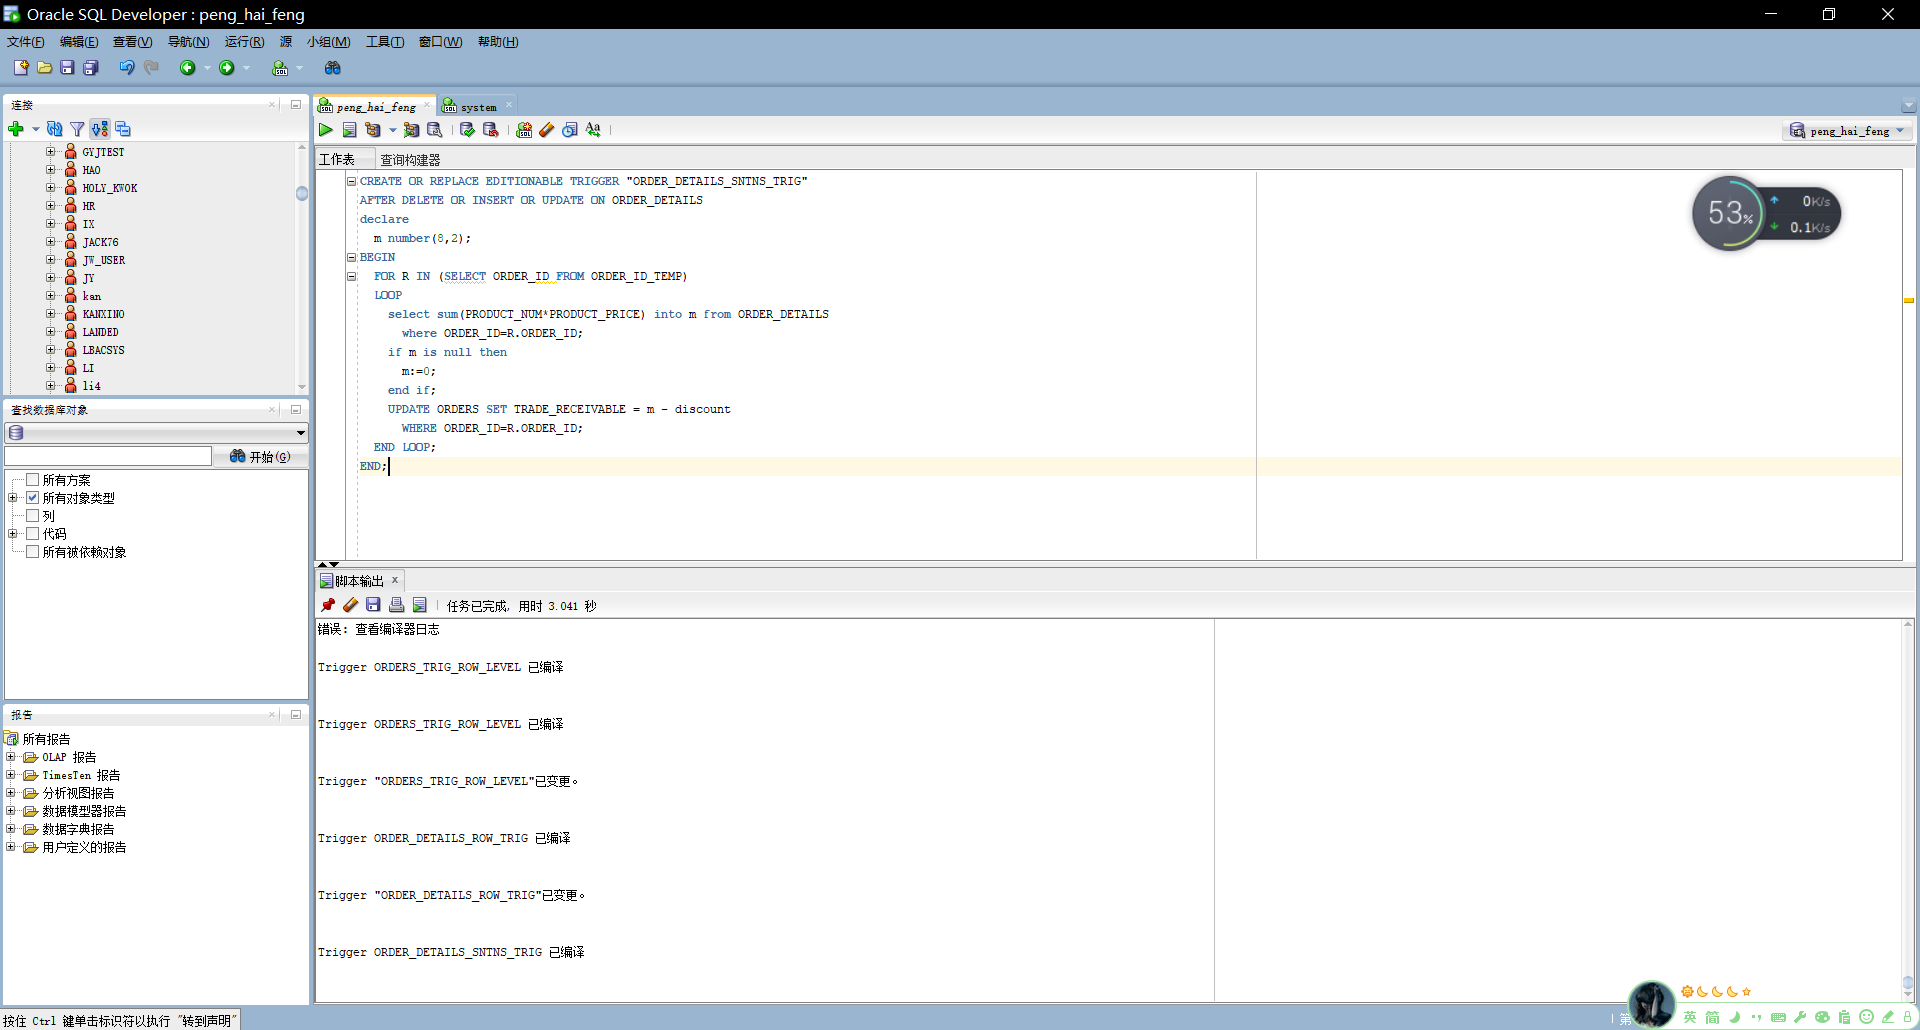 Oracle SQL Developer : peng_hai_feng
文件(F) 编辑(E) 查看(V) 导航(N) 运行(R) 源 小组(M) 工具(T) 窗口(W) 帮助(H)
连接
GYJTEST
HAO
HOLY_KWOK
HR
IX
JACK76
JW_USER
JY
kan
KANXINO
LANDED
LBACSYS
LI
li4
查找数据库对象
开始(G)
所有方案
所有对象类型
列
代码
所有被依赖对象
报告
所有报告
OLAP 报告
TimesTen 报告
分析视图报告
数据模型器报告
数据字典报告
用户定义的报告
peng_hai_feng system
peng_hai_feng
工作表 查询构建器
CREATE OR REPLACE EDITIONABLE TRIGGER "ORDER_DETAILS_SNTNS_TRIG"
AFTER DELETE OR INSERT OR UPDATE ON ORDER_DETAILS
declare
m number(8,2);
BEGIN
FOR R IN (SELECT ORDER_ID FROM ORDER_ID_TEMP)
LOOP
select sum(PRODUCT_NUM*PRODUCT_PRICE) into m from ORDER_DETAILS
where ORDER_ID=R.ORDER_ID;
if m is null then
m:=0;
end if;
UPDATE ORDERS SET TRADE_RECEIVABLE = m - discount
WHERE ORDER_ID=R.ORDER_ID;
END LOOP;
END;
53%
0K/s
0.1K/s
脚本输出
任务已完成, 用时 3.041 秒
错误: 查看编译器日志
Trigger ORDERS_TRIG_ROW_LEVEL 已编译
Trigger ORDERS_TRIG_ROW_LEVEL 已编译
Trigger "ORDERS_TRIG_ROW_LEVEL"已变更。
Trigger ORDER_DETAILS_ROW_TRIG 已编译
Trigger "ORDER_DETAILS_ROW_TRIG"已变更。
Trigger ORDER_DETAILS_SNTNS_TRIG 已编译
按住 Ctrl 键单击标识符以执行 "转到声明"
第
英 简